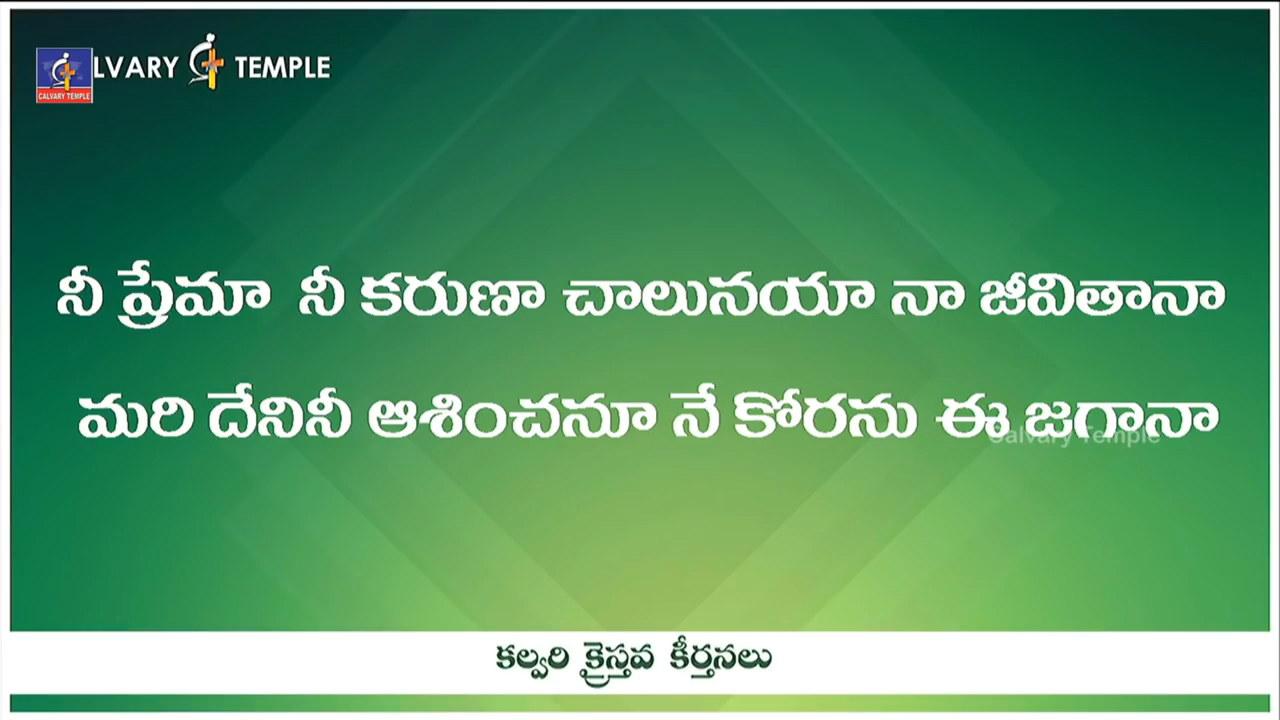 LVARY TEMPLE
CALVARY TEMPLE
నీ ప్రేమా నీ కరుణా చాలునయా నా జీవితానా
మరి దేనినీ ఆశించనూ నే కోరను ఈ జగానా
Calvary Temple
కల్వరి క్రైస్తవ కీర్తనలు